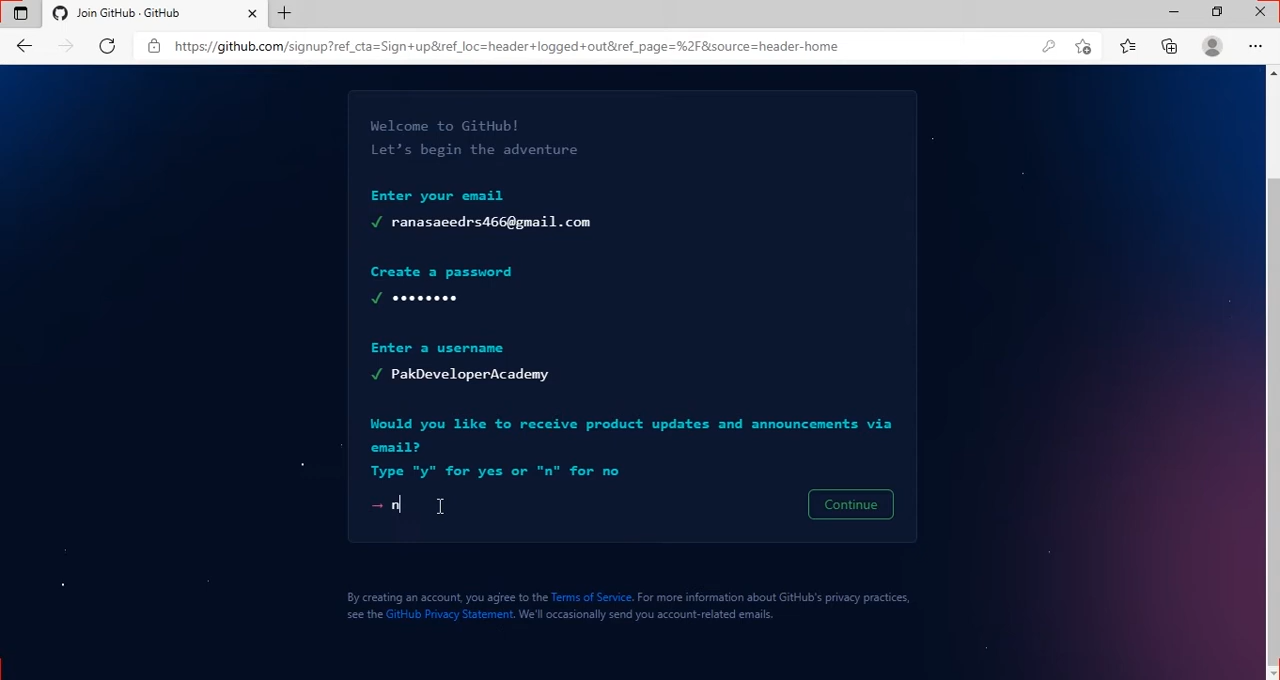 Join GitHub · GitHub
https://github.com/signup?ref_cta=Sign+up&ref_loc=header+logged+out&ref_page=%2F&source=header-home
Welcome to GitHub!
Let’s begin the adventure
Enter your email
✓ ranasaeedrs466@gmail.com
Create a password
✓ ••••••••
Enter a username
✓ PakDeveloperAcademy
Would you like to receive product updates and announcements via
email?
Type "y" for yes or "n" for no
→ n
Continue
By creating an account, you agree to the Terms of Service. For more information about GitHub's privacy practices,
see the GitHub Privacy Statement. We'll occasionally send you account-related emails.